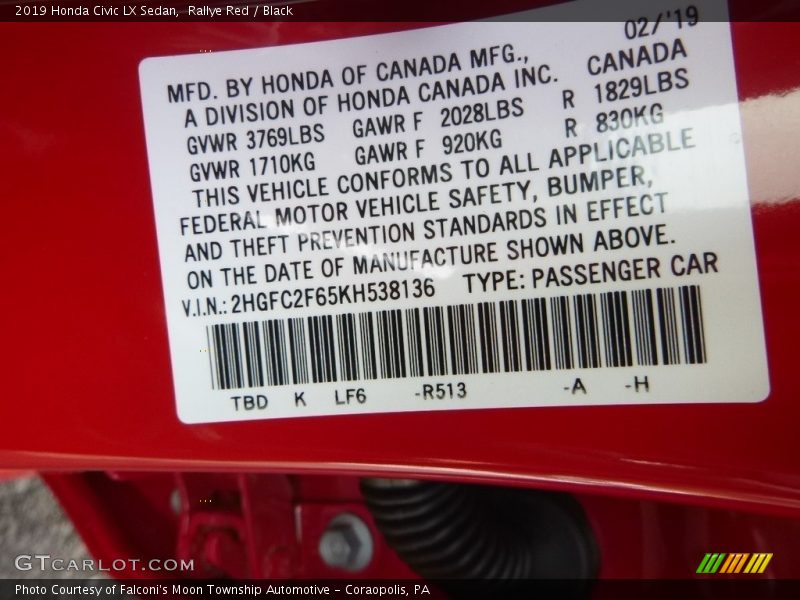 2019 Honda Civic LX Sedan,  Rallye Red / Black
02/'19
MFD. BY HONDA OF CANADA MFG.,
A DIVISION OF HONDA CANADA INC. CANADA
GVWR 3769LBS GAWR F 2028LBS R 1829LBS
GVWR 1710KG GAWR F 920KG R 830KG
THIS VEHICLE CONFORMS TO ALL APPLICABLE
FEDERAL MOTOR VEHICLE SAFETY, BUMPER,
AND THEFT PREVENTION STANDARDS IN EFFECT
ON THE DATE OF MANUFACTURE SHOWN ABOVE.
V.I.N.: 2HGFC2F65KH538136 TYPE: PASSENGER CAR
TBD K LF6 -R513 -A -H
GTCARLOT.COM
Photo Courtesy of Falconi's Moon Township Automotive - Coraopolis, PA